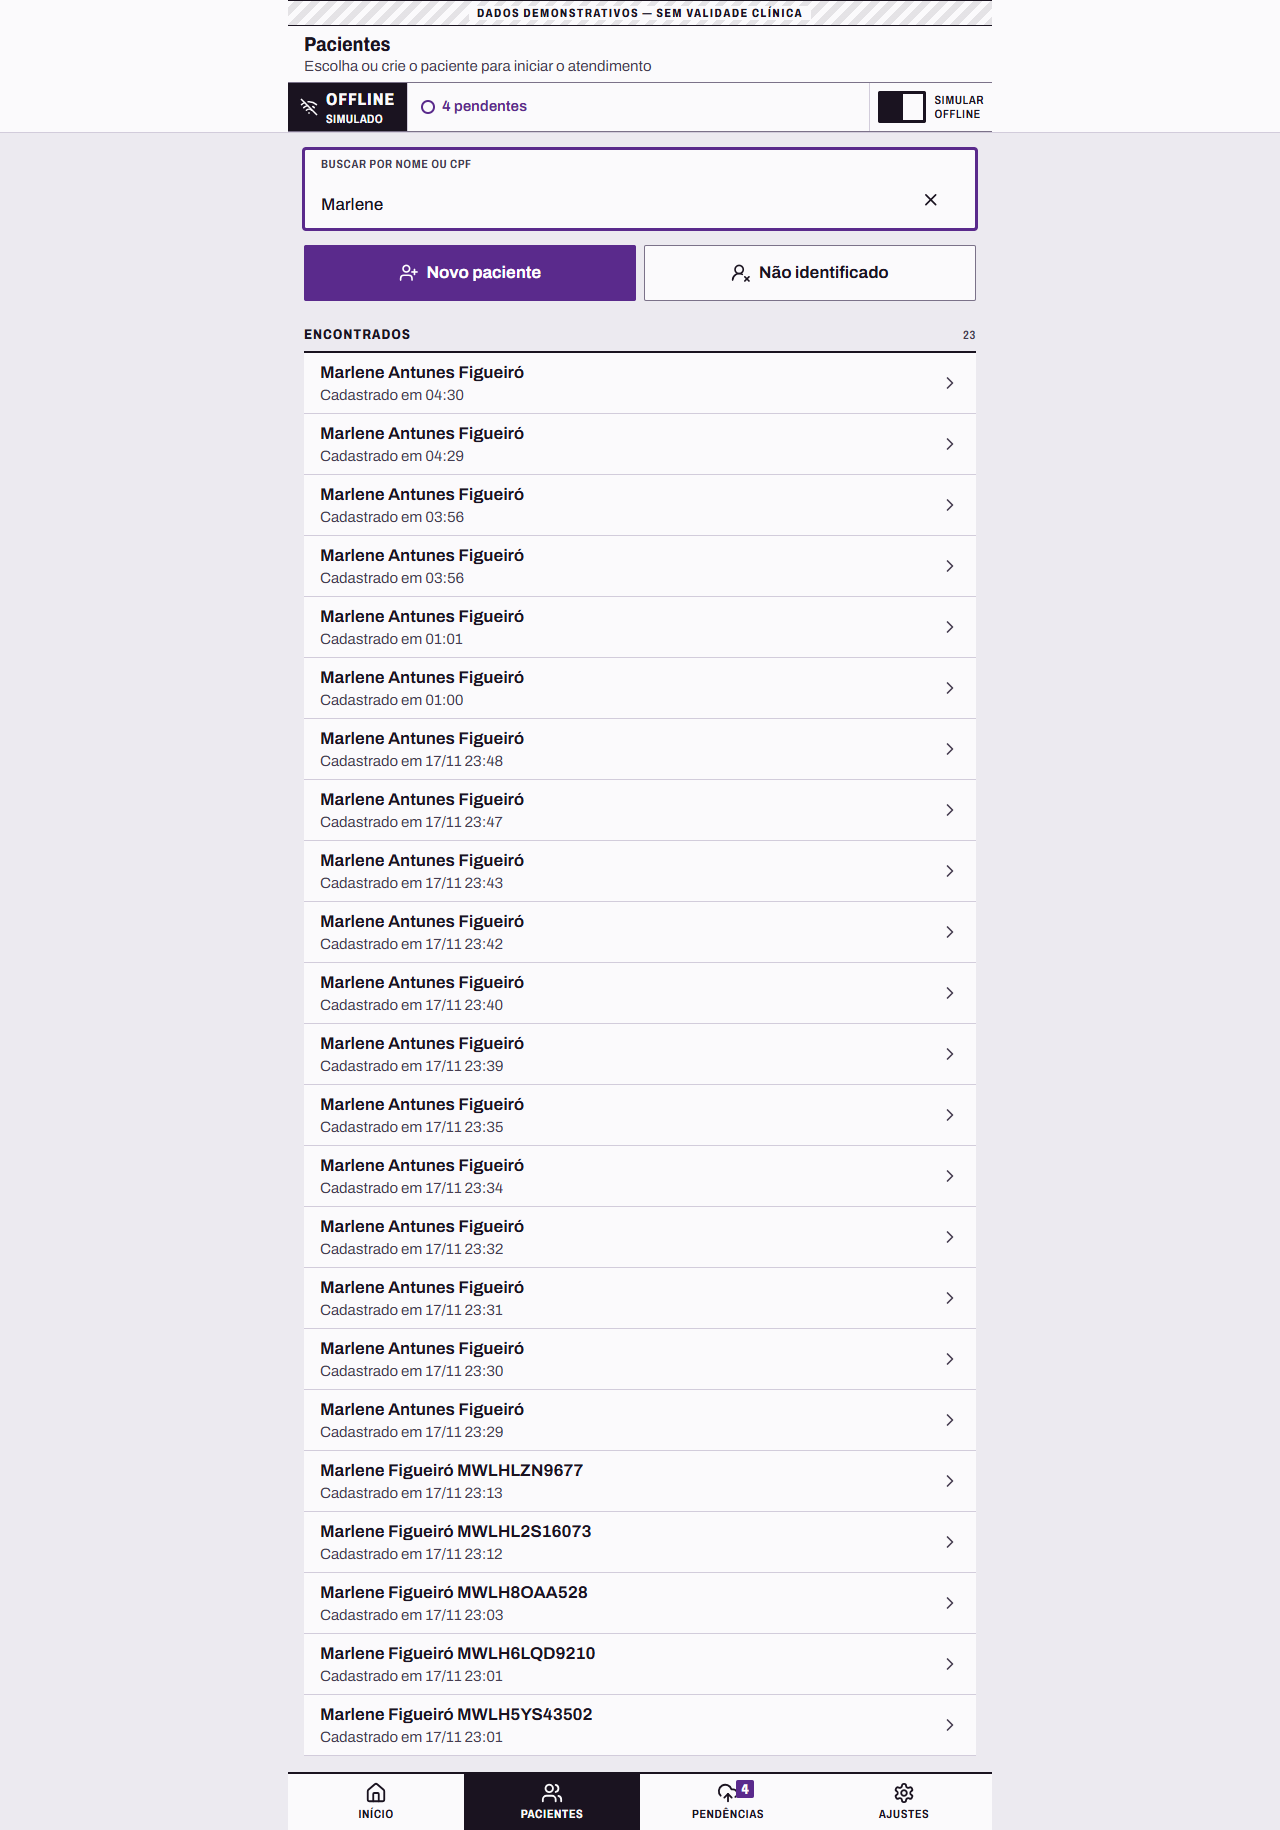 DADOS DEMONSTRATIVOS — SEM VALIDADE CLÍNICA
Pacientes
Escolha ou crie o paciente para iniciar o atendimento
OFFLINE
SIMULADO
4 pendentes
SIMULAR
OFFLINE
BUSCAR POR NOME OU CPF
Marlene
Novo paciente
Não identificado
ENCONTRADOS
23
Marlene Antunes Figueiró
Cadastrado em 04:30
Marlene Antunes Figueiró
Cadastrado em 04:29
Marlene Antunes Figueiró
Cadastrado em 03:56
Marlene Antunes Figueiró
Cadastrado em 03:56
Marlene Antunes Figueiró
Cadastrado em 01:01
Marlene Antunes Figueiró
Cadastrado em 01:00
Marlene Antunes Figueiró
Cadastrado em 17/11 23:48
Marlene Antunes Figueiró
Cadastrado em 17/11 23:47
Marlene Antunes Figueiró
Cadastrado em 17/11 23:43
Marlene Antunes Figueiró
Cadastrado em 17/11 23:42
Marlene Antunes Figueiró
Cadastrado em 17/11 23:40
Marlene Antunes Figueiró
Cadastrado em 17/11 23:39
Marlene Antunes Figueiró
Cadastrado em 17/11 23:35
Marlene Antunes Figueiró
Cadastrado em 17/11 23:34
Marlene Antunes Figueiró
Cadastrado em 17/11 23:32
Marlene Antunes Figueiró
Cadastrado em 17/11 23:31
Marlene Antunes Figueiró
Cadastrado em 17/11 23:30
Marlene Antunes Figueiró
Cadastrado em 17/11 23:29
Marlene Figueiró MWLHLZN9677
Cadastrado em 17/11 23:13
Marlene Figueiró MWLHL2S16073
Cadastrado em 17/11 23:12
Marlene Figueiró MWLH8OAA528
Cadastrado em 17/11 23:03
Marlene Figueiró MWLH6LQD9210
Cadastrado em 17/11 23:01
Marlene Figueiró MWLH5YS43502
Cadastrado em 17/11 23:01
INÍCIO
PACIENTES
4
PENDÊNCIAS
AJUSTES